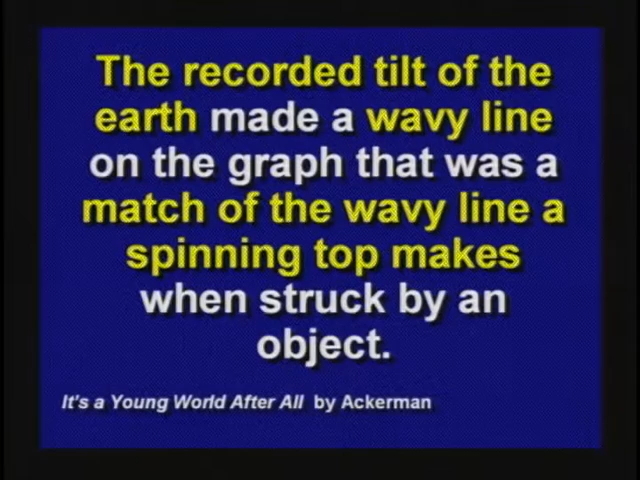 The recorded tilt of the
earth made a wavy line
on the graph that was a
match of the wavy line a
spinning top makes
when struck by an
object.
It's a Young World After All by Ackerman